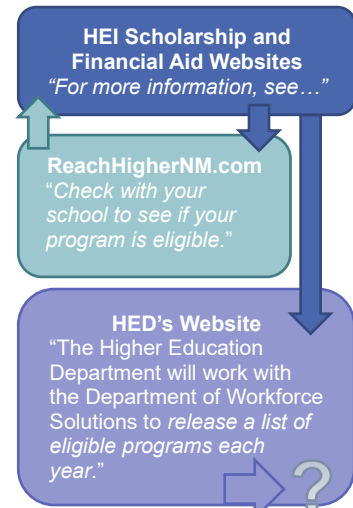 HEI Scholarship and
Financial Aid Websites
“For more information, see…”
ReachHigherNM.com
“Check with your
school to see if your
program is eligible.”
HED’s Website
“The Higher Education
Department will work with
the Department of Workforce
Solutions to release a list of
eligible programs each
year.”
?